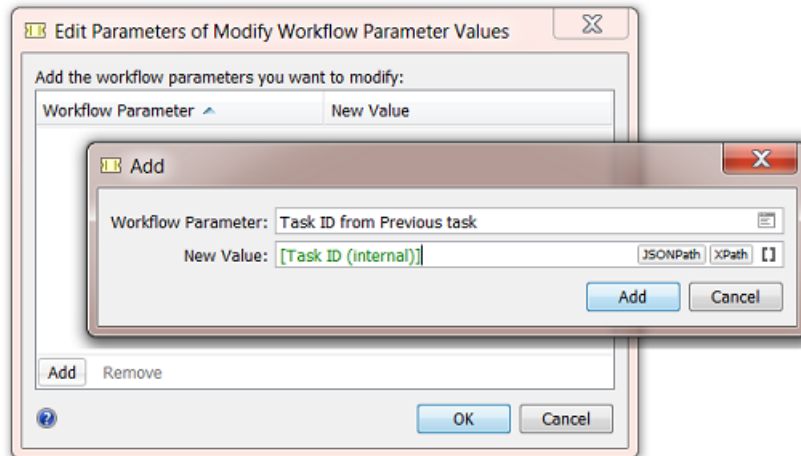 Edit Parameters of Modify Workflow Parameter Values
Add the workflow parameters you want to modify:
Workflow Parameter New Value
Add
Workflow Parameter: Task ID from Previous task
New Value: [Task ID (internal)] JSONPath XPath []
Add Cancel
Add Remove
OK Cancel